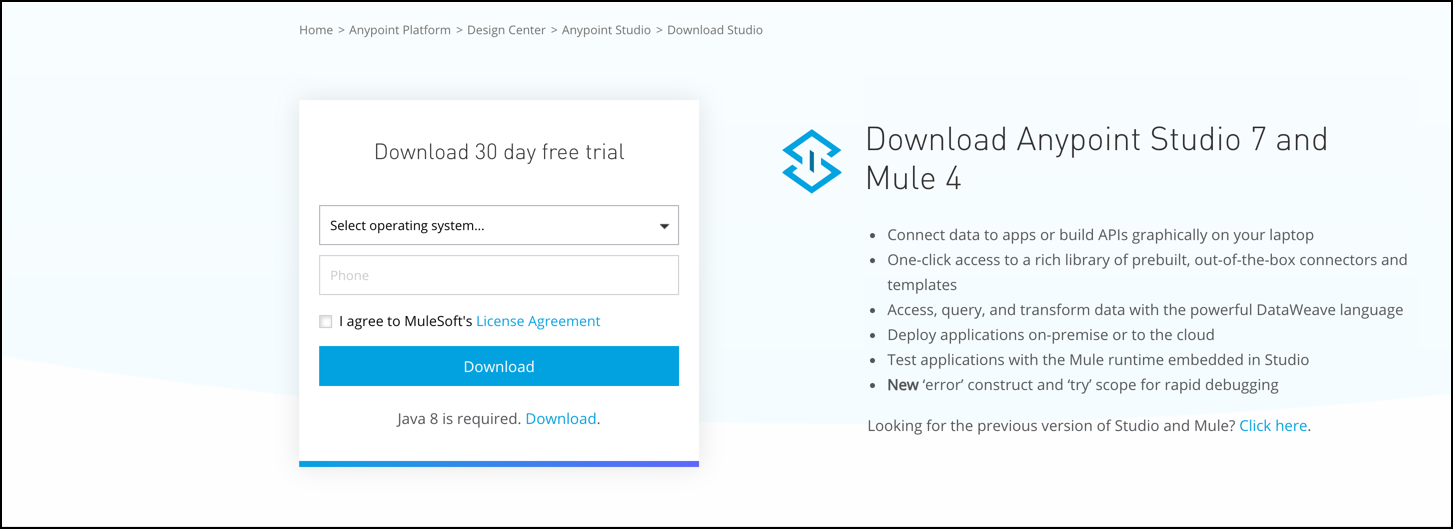 Home > Anypoint Platform > Design Center > Anypoint Studio > Download Studio
Download 30 day free trial
Select operating system...
Phone
I agree to MuleSoft's License Agreement
Download
Java 8 is required. Download.
Download Anypoint Studio 7 and
Mule 4
• Connect data to apps or build APIs graphically on your laptop
• One-click access to a rich library of prebuilt, out-of-the-box connectors and
templates
• Access, query, and transform data with the powerful DataWeave language
• Deploy applications on-premise or to the cloud
• Test applications with the Mule runtime embedded in Studio
• New ‘error’ construct and ‘try’ scope for rapid debugging
Looking for the previous version of Studio and Mule? Click here.